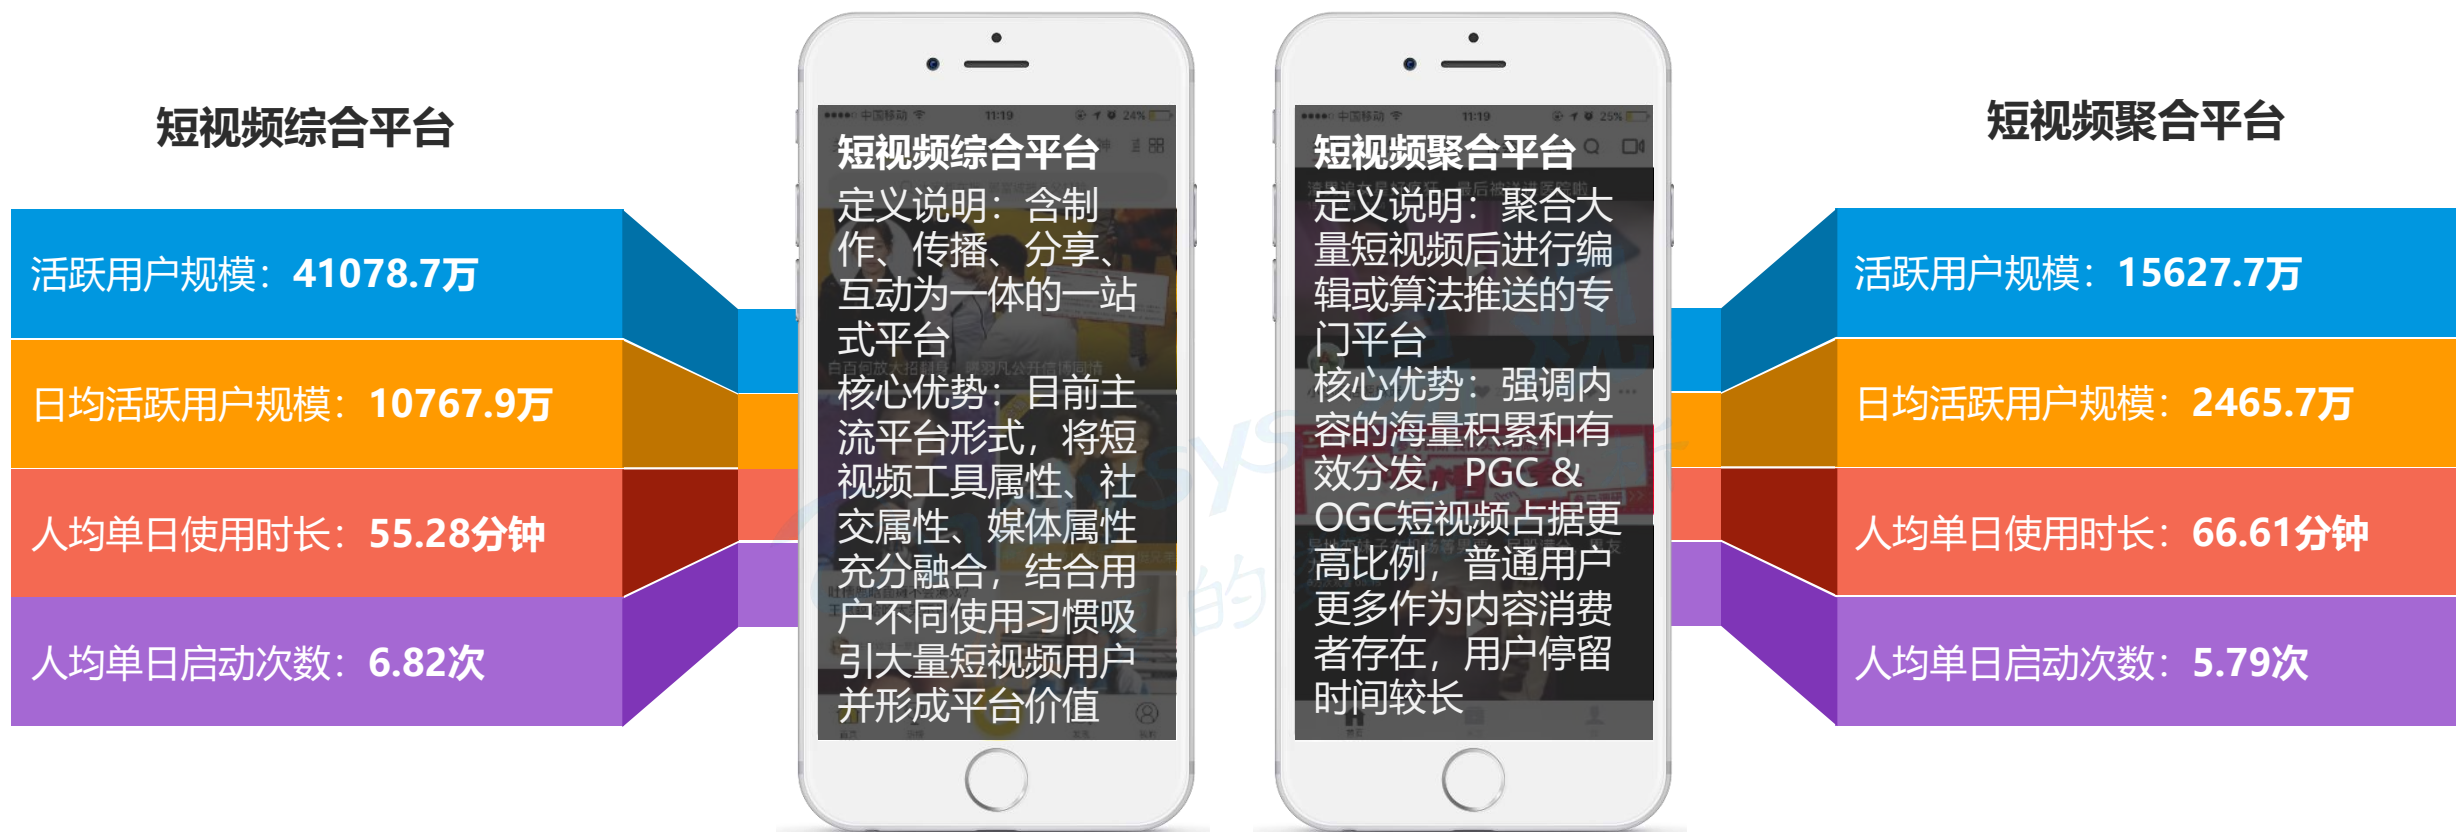 短视频综合平台
活跃用户规模：41078.7万
日均活跃用户规模：10767.9万
人均单日使用时长：55.28分钟
人均单日启动次数：6.82次
中国移动
11:19
24%
短视频综合平台
定义说明：含制
作、传播、分享、
互动为一体的一站
式平台
核心优势：目前主
流平台形式，将短
视频工具属性、社
交属性、媒体属性
充分融合，结合用
户不同使用习惯吸
引大量短视频用户
并形成平台价值
中国移动
11:19
25%
短视频聚合平台
定义说明：聚合大
量短视频后进行编
辑或算法推送的专
门平台
核心优势：强调内
容的海量积累和有
效分发，PGC &
OGC短视频占据更
高比例，普通用户
更多作为内容消费
者存在，用户停留
时间较长
短视频聚合平台
活跃用户规模：15627.7万
日均活跃用户规模：2465.7万
人均单日使用时长：66.61分钟
人均单日启动次数：5.79次